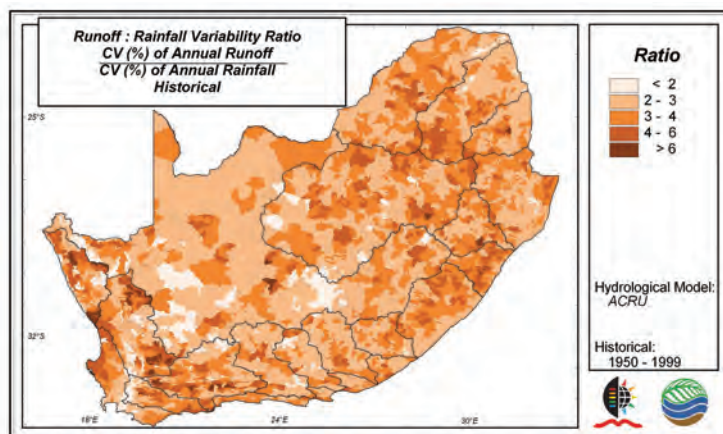 Runoff : Rainfall Variability Ratio
CV (%) of Annual Runoff
CV (%) of Annual Rainfall
Historical
Ratio
< 2
2 - 3
3 - 4
4 - 6
> 6
25°S
32°S
18°E
24°E
30°E
Hydrological Model:
ACRU
Historical:
1950 - 1999